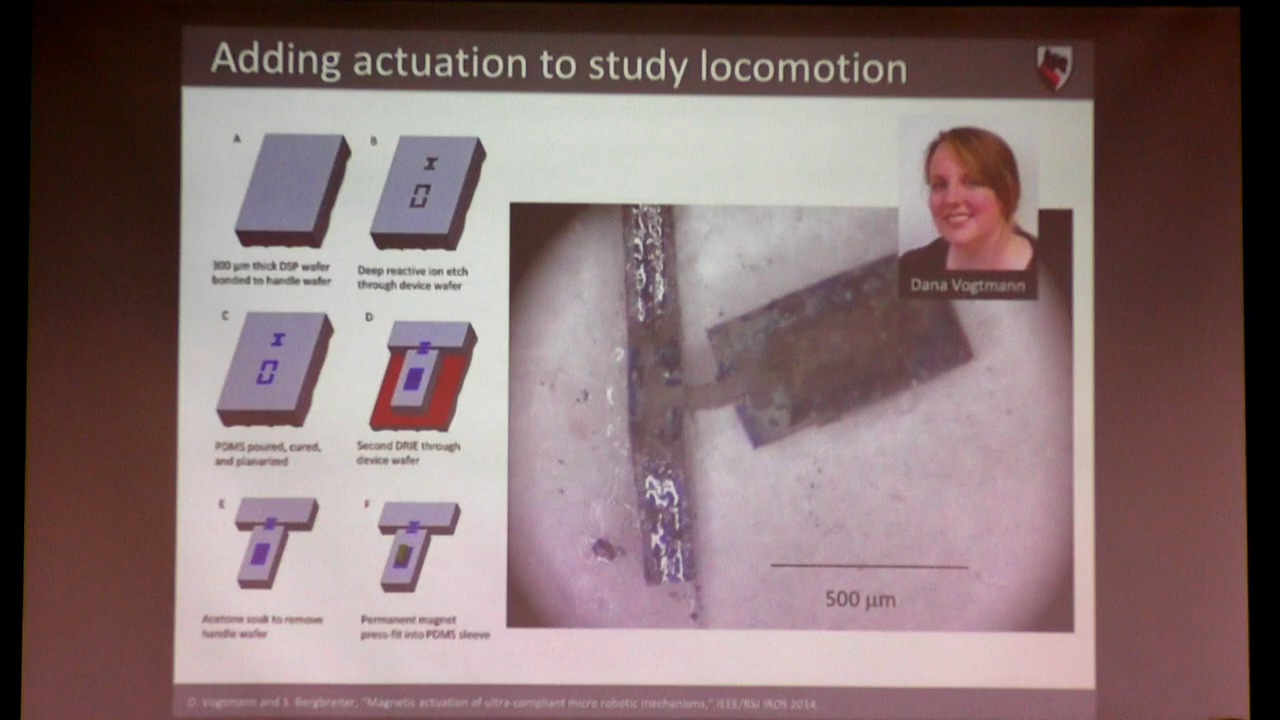 Adding actuation to study locomotion
A
B
300 µm thick DSP wafer
bonded to handle wafer
Deep reactive ion etch
through device wafer
C
D
PDMS poured, cured,
and planarized
Second DRIE through
device wafer
E
F
Acetone soak to remove
handle wafer
Permanent magnet
press-fit into PDMS sleeve
Dana Vogtmann
500 µm
D. Vogtmann and S. Bergbreiter, "Magnetic actuation of ultra-compliant micro robotic mechanisms," IEEE/RSJ IROS 2014